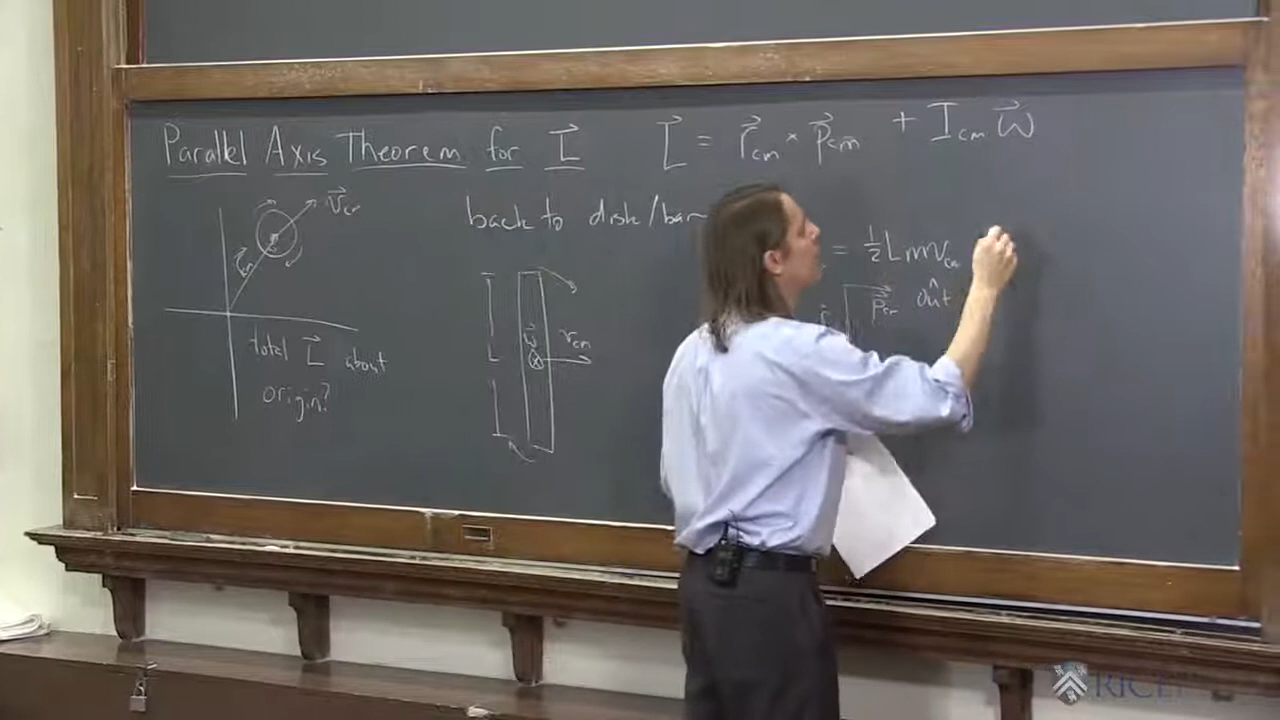 Parallel Axis Theorem for L⃗ L⃗ = r⃗cm × p⃗cm + Icm ω⃗
v⃗cm
back to disk/bar
r⃗cm
= ½ L m vcm
p⃗cm out
ω⃗ vcm
L
total L⃗ about
origin?
RICE